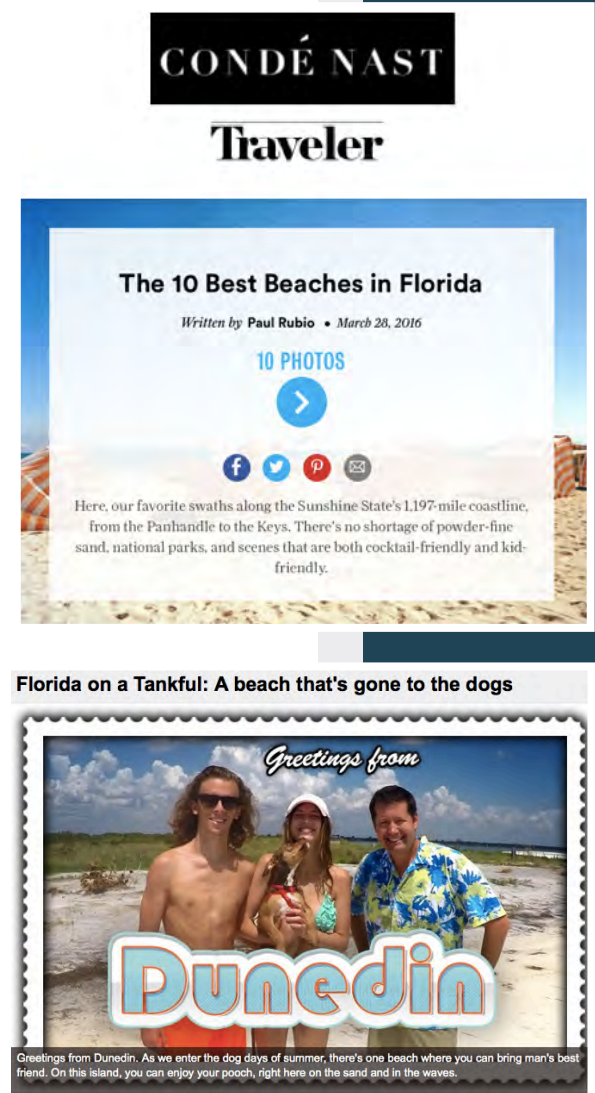 CONDÉ NAST
Traveler
The 10 Best Beaches in Florida
Written by Paul Rubio • March 28, 2016
10 PHOTOS
Here, our favorite swaths along the Sunshine State's 1,197-mile coastline,
from the Panhandle to the Keys. There's no shortage of powder-fine
sand, national parks, and scenes that are both cocktail-friendly and kid-
friendly.
Florida on a Tankful: A beach that's gone to the dogs
Greetings from
Dunedin
Greetings from Dunedin. As we enter the dog days of summer, there's one beach where you can bring man's best
friend. On this island, you can enjoy your pooch, right here on the sand and in the waves.